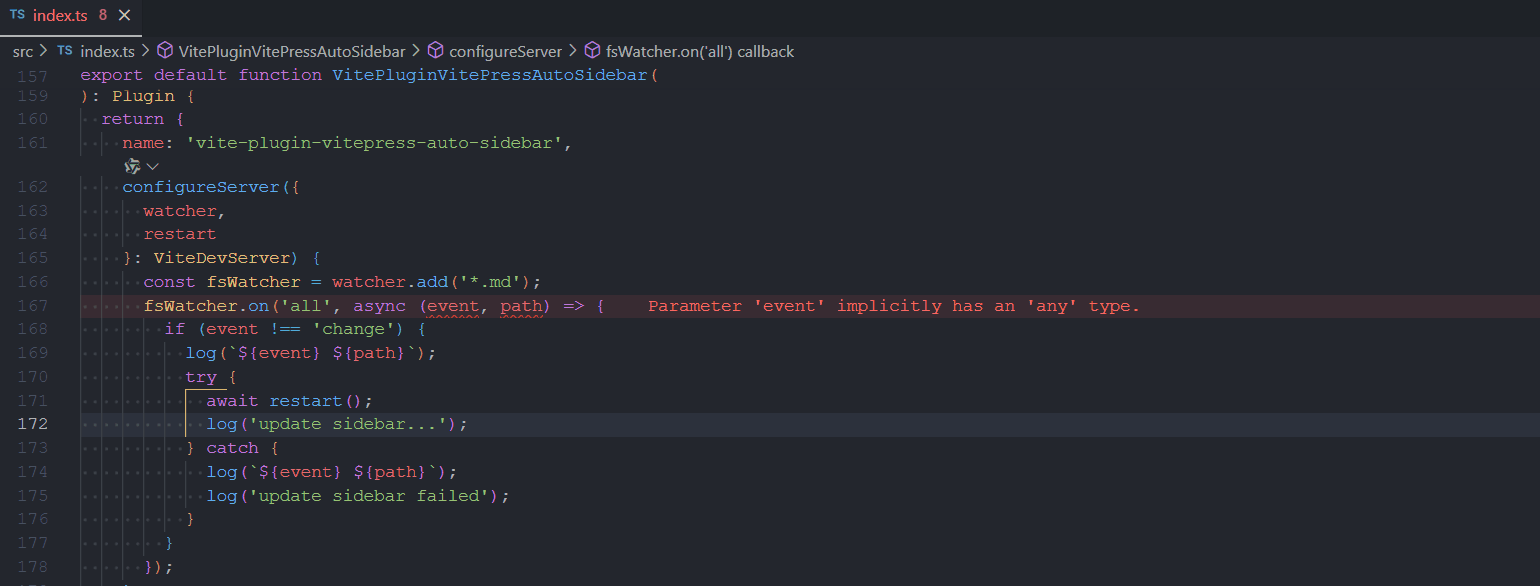 TS index.ts 8 ✕
src > TS index.ts > VitePluginVitePressAutoSidebar > configureServer > fsWatcher.on('all') callback
157 export default function VitePluginVitePressAutoSidebar(
159 ): Plugin {
160 return {
161 name: 'vite-plugin-vitepress-auto-sidebar',
162 configureServer({
163 watcher,
164 restart
165 }: ViteDevServer) {
166 const fsWatcher = watcher.add('*.md');
167 fsWatcher.on('all', async (event, path) => { Parameter 'event' implicitly has an 'any' type.
168 if (event !== 'change') {
169 log(`${event} ${path}`);
170 try {
171 await restart();
172 log('update sidebar...');
173 } catch {
174 log(`${event} ${path}`);
175 log('update sidebar failed');
176 }
177 }
178 });